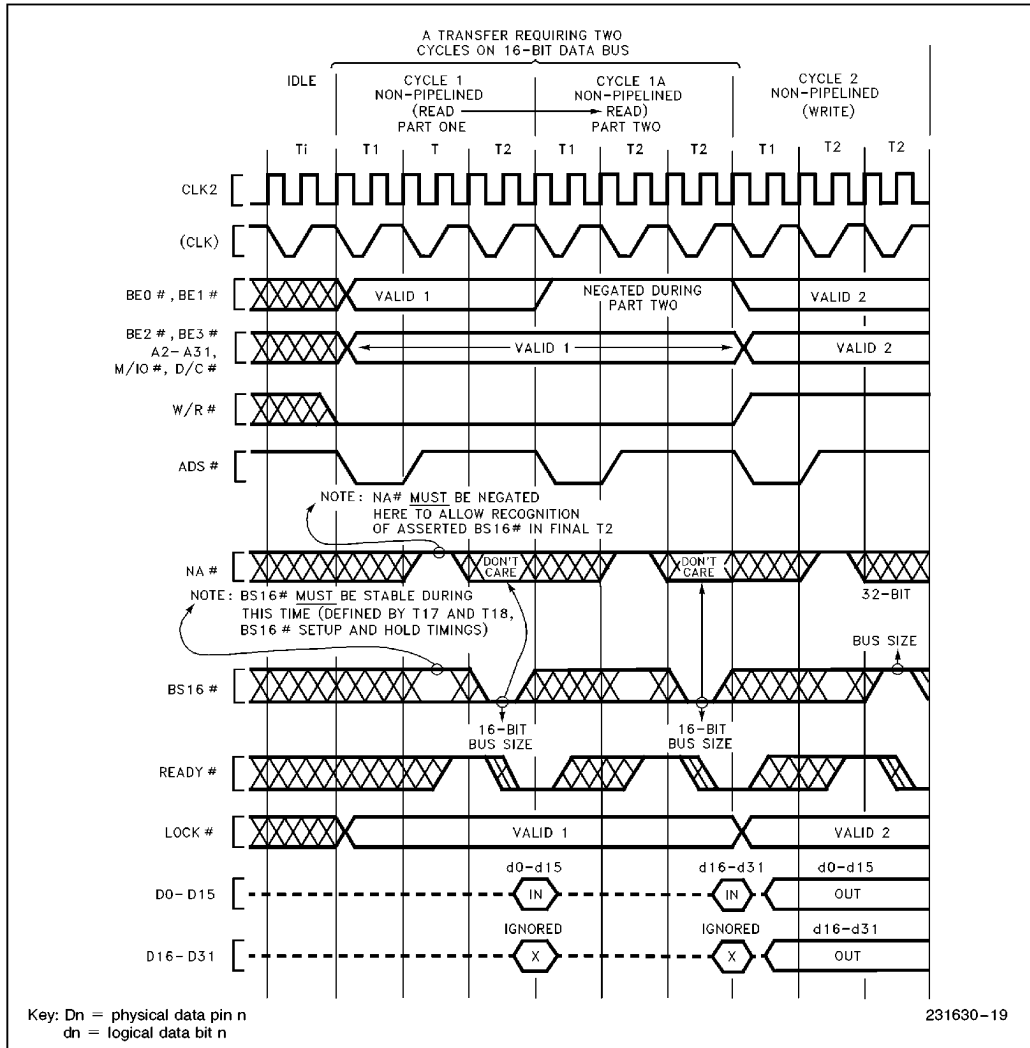 A TRANSFER REQUIRING TWO
CYCLES ON 16-BIT DATA BUS
IDLE
CYCLE 1
NON-PIPELINED
(READ
PART ONE
CYCLE 1A
NON-PIPELINED
READ)
PART TWO
CYCLE 2
NON-PIPELINED
(WRITE)
Ti T1 T T2 T1 T2 T2 T1 T2 T2
CLK2
(CLK)
BE0 #, BE1 #
VALID 1
NEGATED DURING
PART TWO
VALID 2
BE2 #, BE3 #
A2-A31,
M/IO #, D/C #
VALID 1
VALID 2
W/R #
ADS #
NOTE: NA# MUST BE NEGATED
HERE TO ALLOW RECOGNITION
OF ASSERTED BS16# IN FINAL T2
NA #
DON'T
CARE
DON'T
CARE
32-BIT
BUS SIZE
NOTE: BS16# MUST BE STABLE DURING
THIS TIME (DEFINED BY T17 AND T18,
BS16 # SETUP AND HOLD TIMINGS)
BS16 #
16-BIT
BUS SIZE
16-BIT
BUS SIZE
READY #
LOCK #
VALID 1
VALID 2
d0-d15 d16-d31 d0-d15
D0-D15
IN IN OUT
IGNORED IGNORED d16-d31
D16-D31
X X OUT
Key: Dn = physical data pin n
dn = logical data bit n
231630-19